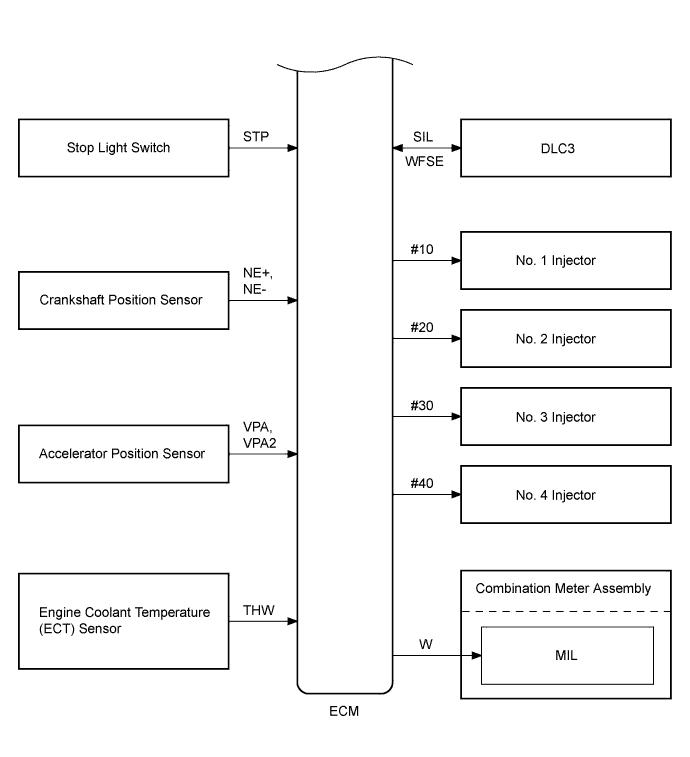 STP
Stop Light Switch
SIL
WFSE
DLC3
NE+,
NE-
Crankshaft Position Sensor
#10
No. 1 Injector
#20
No. 2 Injector
#30
No. 3 Injector
VPA,
VPA2
Accelerator Position Sensor
#40
No. 4 Injector
THW
Engine Coolant Temperature
(ECT) Sensor
Combination Meter Assembly
W
MIL
ECM